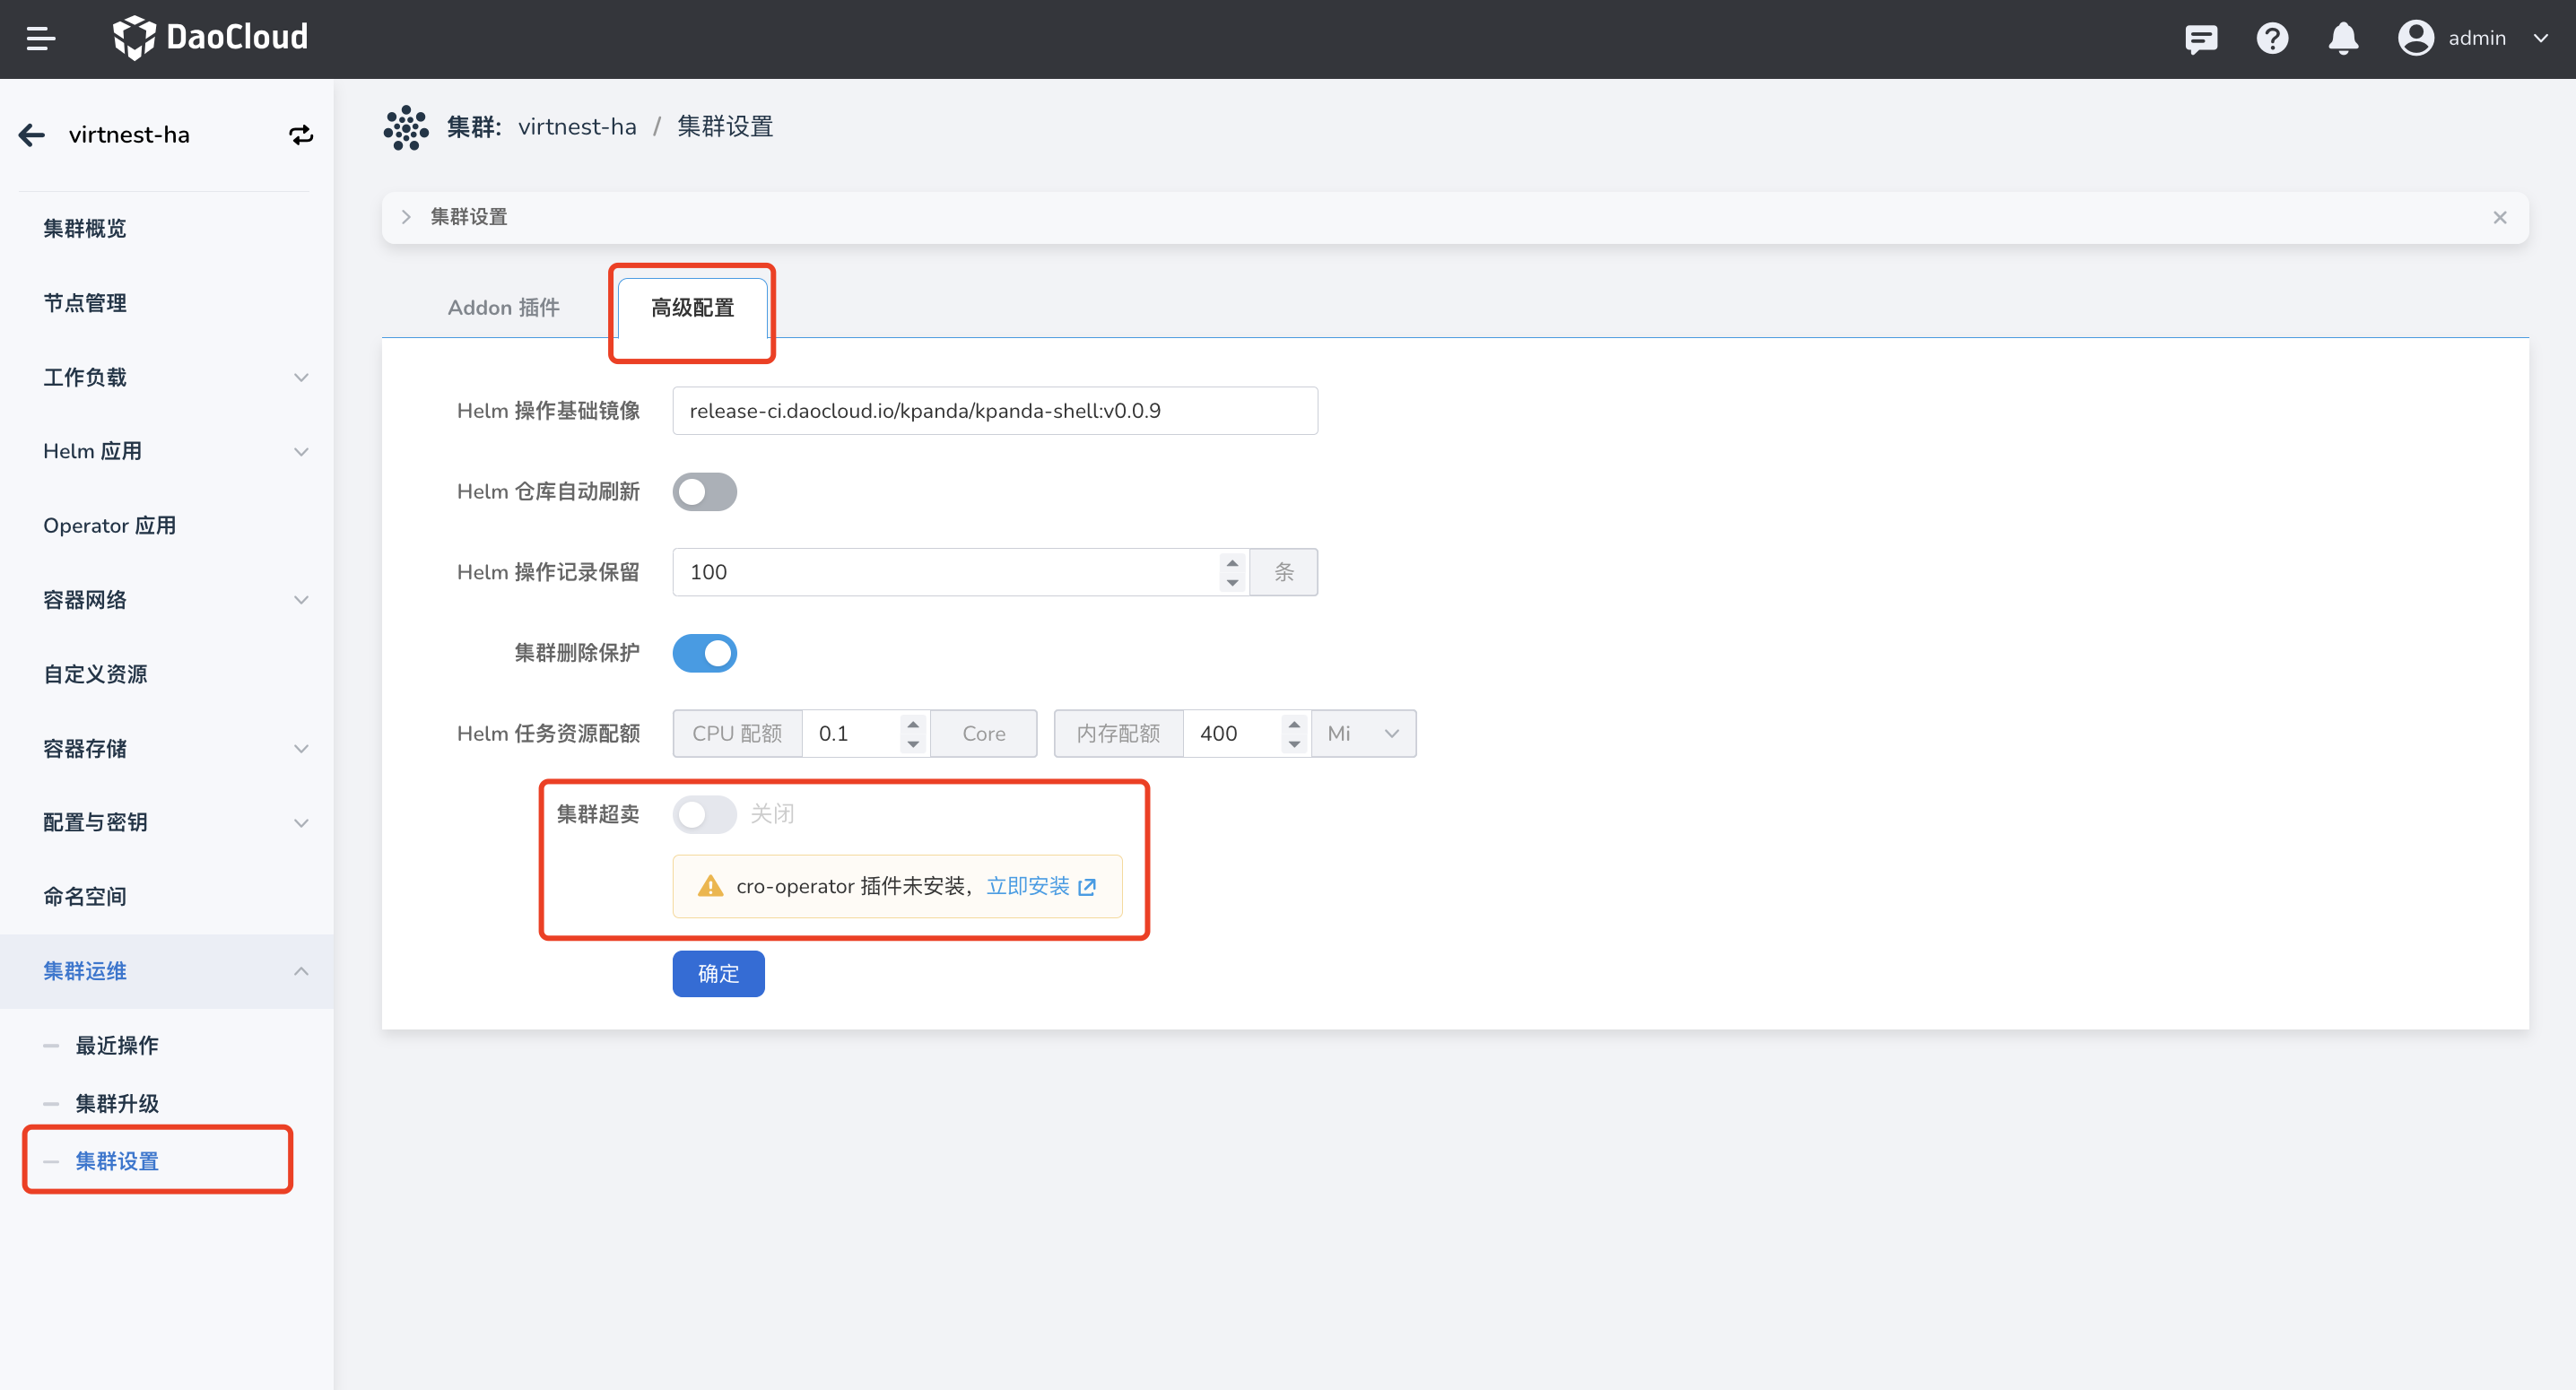 DaoCloud
admin
virtnest-ha
集群概览
节点管理
工作负载
Helm 应用
Operator 应用
容器网络
自定义资源
容器存储
配置与密钥
命名空间
集群运维
最近操作
集群升级
集群设置
集群: virtnest-ha / 集群设置
集群设置
Addon 插件 高级配置
Helm 操作基础镜像 release-ci.daocloud.io/kpanda/kpanda-shell:v0.0.9
Helm 仓库自动刷新
Helm 操作记录保留 100 条
集群删除保护
Helm 任务资源配额 CPU 配额 0.1 Core 内存配额 400 Mi
集群超卖 关闭
cro-operator 插件未安装， 立即安装
确定